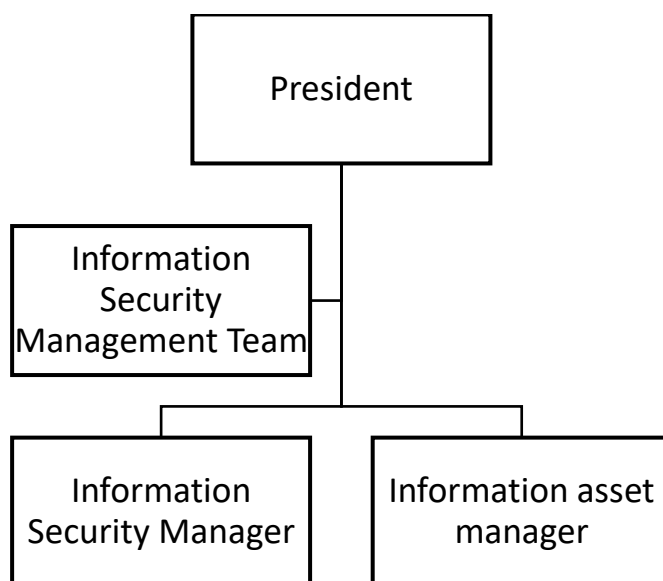 President
Information
Security
Management Team
Information
Security Manager
Information asset
manager